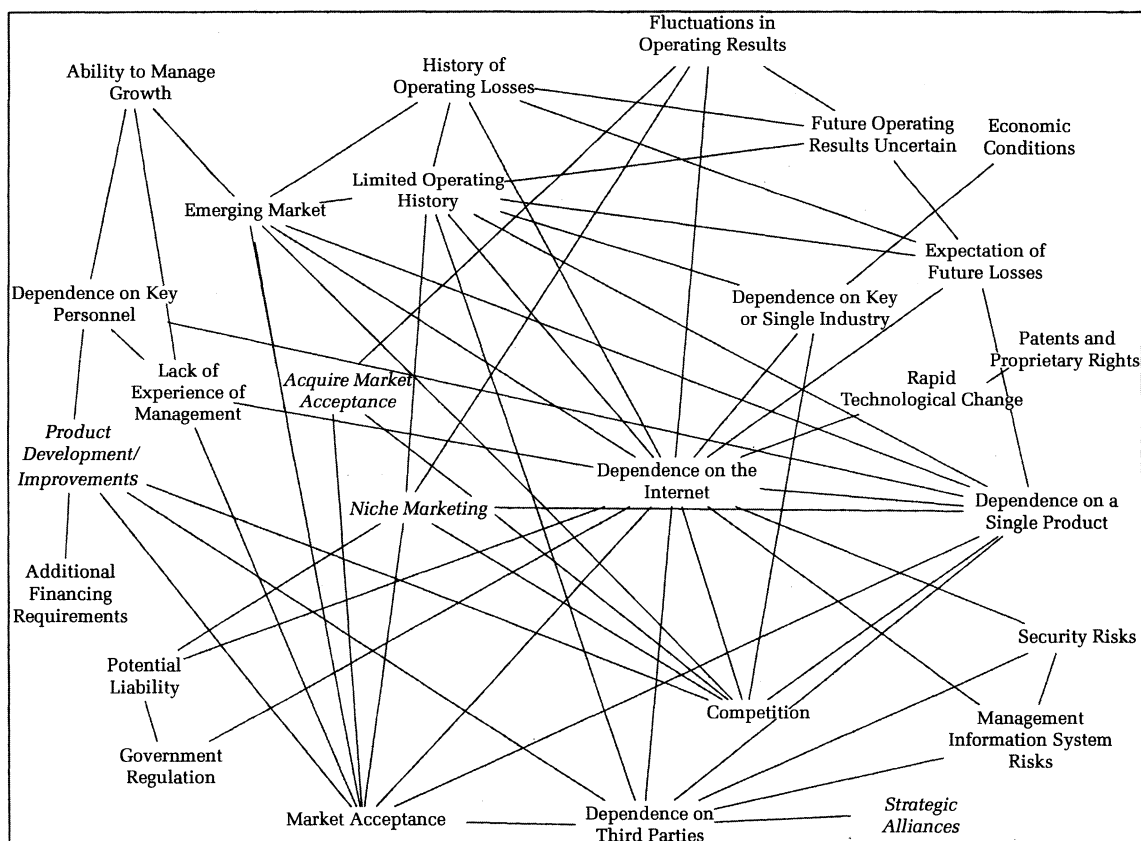 Fluctuations in
Operating Results
History of
Operating Losses
Ability to Manage
Growth
Future Operating
Results Uncertain
Economic
Conditions
Limited Operating
History
Emerging Market
Expectation of
Future Losses
Dependence on Key
Personnel
Dependence on Key
or Single Industry
Patents and
Proprietary Rights
Lack of
Experience of
Management
Acquire Market
Acceptance
Rapid
Technological Change
Product
Development/
Improvements
Dependence on the
Internet
Niche Marketing
Dependence on a
Single Product
Additional
Financing
Requirements
Security Risks
Potential
Liability
Competition
Management
Information System
Risks
Government
Regulation
Market Acceptance
Dependence on
Third Parties
Strategic
Alliances